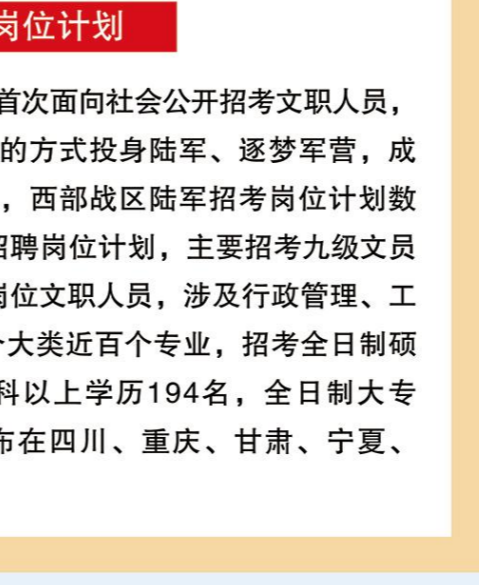 岗位计划
首次面向社会公开招考文职人员，
的方式投身陆军、逐梦军营，成
，西部战区陆军招考岗位计划数
招聘岗位计划，主要招考九级文员
岗位文职人员，涉及行政管理、工
个大类近百个专业，招考全日制硕
科以上学历194名，全日制大专
布在四川、重庆、甘肃、宁夏、